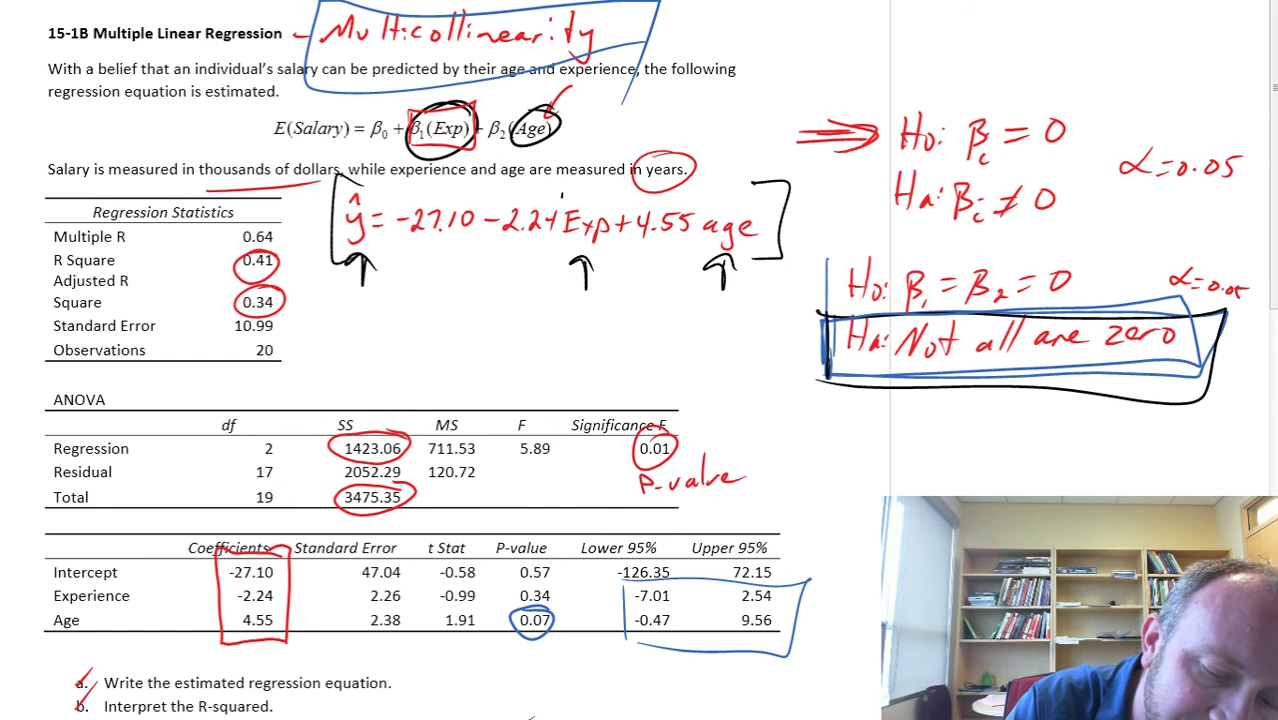 15-1B Multiple Linear Regression – Multicollinearity
With a belief that an individual's salary can be predicted by their age and experience, the following
regression equation is estimated.
E(Salary) = β₀ + β₁(Exp) + β₂(Age)
Salary is measured in thousands of dollars, while experience and age are measured in years.
ŷ = -27.10 - 2.24 Exp + 4.55 age
Regression Statistics
Multiple R 0.64
R Square 0.41
Adjusted R
Square 0.34
Standard Error 10.99
Observations 20
Ho: βi = 0
Ha: βi ≠ 0
α=0.05
Ho: β₁ = β₂ = 0
α=0.05
Ha: Not all are zero
ANOVA
df SS MS F Significance F
Regression 2 1423.06 711.53 5.89 0.01
Residual 17 2052.29 120.72
P-value
Total 19 3475.35
Coefficients Standard Error t Stat P-value Lower 95% Upper 95%
Intercept -27.10 47.04 -0.58 0.57 -126.35 72.15
Experience -2.24 2.26 -0.99 0.34 -7.01 2.54
Age 4.55 2.38 1.91 0.07 -0.47 9.56
a. Write the estimated regression equation.
b. Interpret the R-squared.